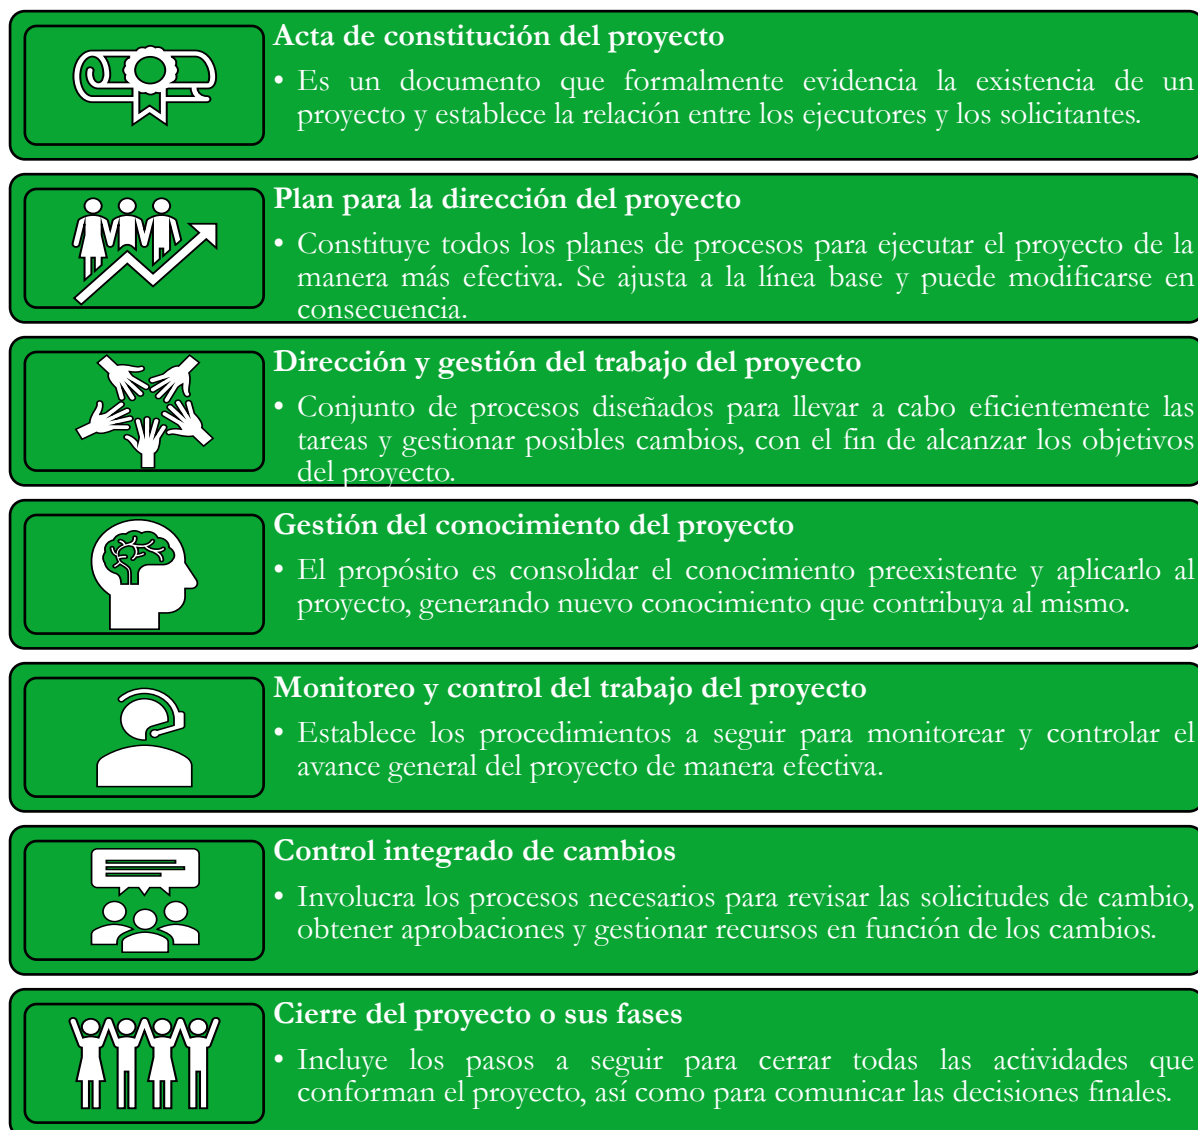 Acta de constitución del proyecto
• Es un documento que formalmente evidencia la existencia de un
proyecto y establece la relación entre los ejecutores y los solicitantes.
Plan para la dirección del proyecto
• Constituye todos los planes de procesos para ejecutar el proyecto de la
manera más efectiva. Se ajusta a la línea base y puede modificarse en
consecuencia.
Dirección y gestión del trabajo del proyecto
• Conjunto de procesos diseñados para llevar a cabo eficientemente las
tareas y gestionar posibles cambios, con el fin de alcanzar los objetivos
del proyecto.
Gestión del conocimiento del proyecto
• El propósito es consolidar el conocimiento preexistente y aplicarlo al
proyecto, generando nuevo conocimiento que contribuya al mismo.
Monitoreo y control del trabajo del proyecto
• Establece los procedimientos a seguir para monitorear y controlar el
avance general del proyecto de manera efectiva.
Control integrado de cambios
• Involucra los procesos necesarios para revisar las solicitudes de cambio,
obtener aprobaciones y gestionar recursos en función de los cambios.
Cierre del proyecto o sus fases
• Incluye los pasos a seguir para cerrar todas las actividades que
conforman el proyecto, así como para comunicar las decisiones finales.